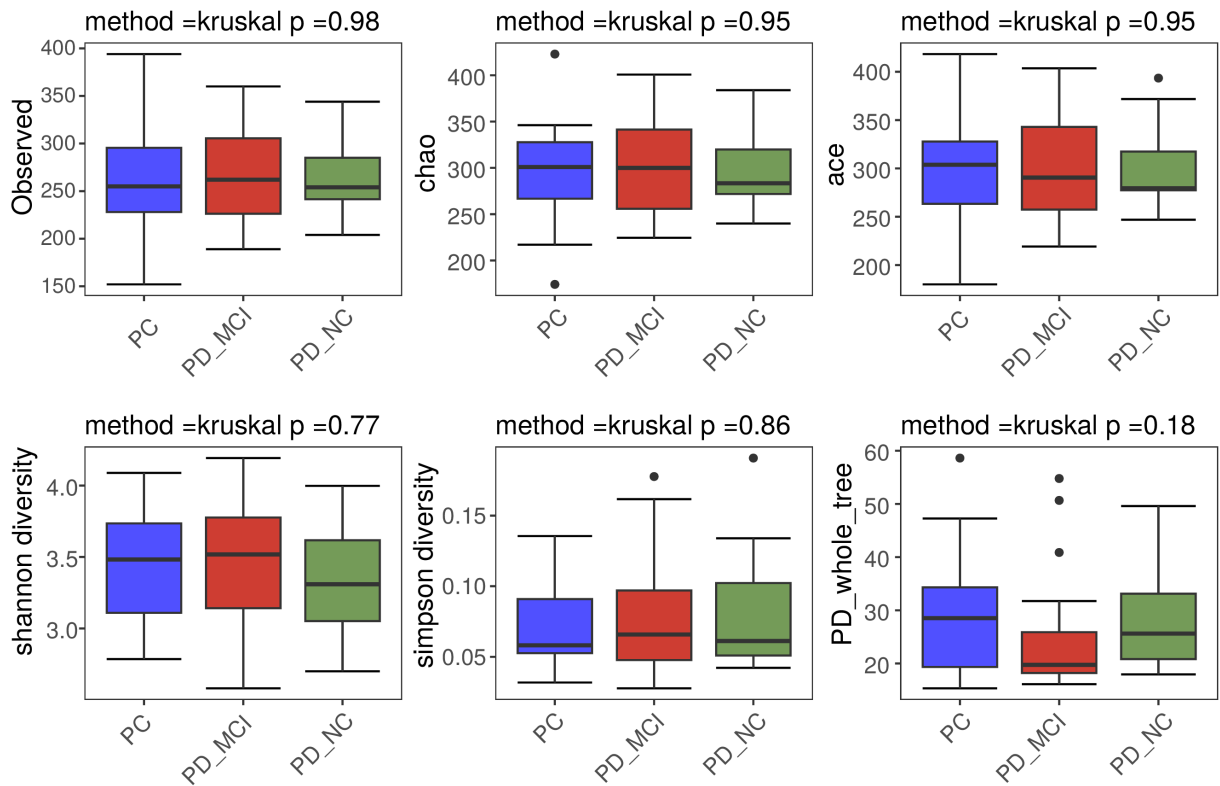 method =kruskal p =0.98
method =kruskal p =0.95
method =kruskal p =0.95
Observed
400
350
300
250
200
150
PC
PD_MCI
PD_NC
chao
400
350
300
250
200
PC
PD_MCI
PD_NC
ace
400
350
300
250
200
PC
PD_MCI
PD_NC
method =kruskal p =0.77
method =kruskal p =0.86
method =kruskal p =0.18
shannon diversity
4.0
3.5
3.0
PC
PD_MCI
PD_NC
simpson diversity
0.15
0.10
0.05
PC
PD_MCI
PD_NC
PD_whole_tree
60
50
40
30
20
PC
PD_MCI
PD_NC